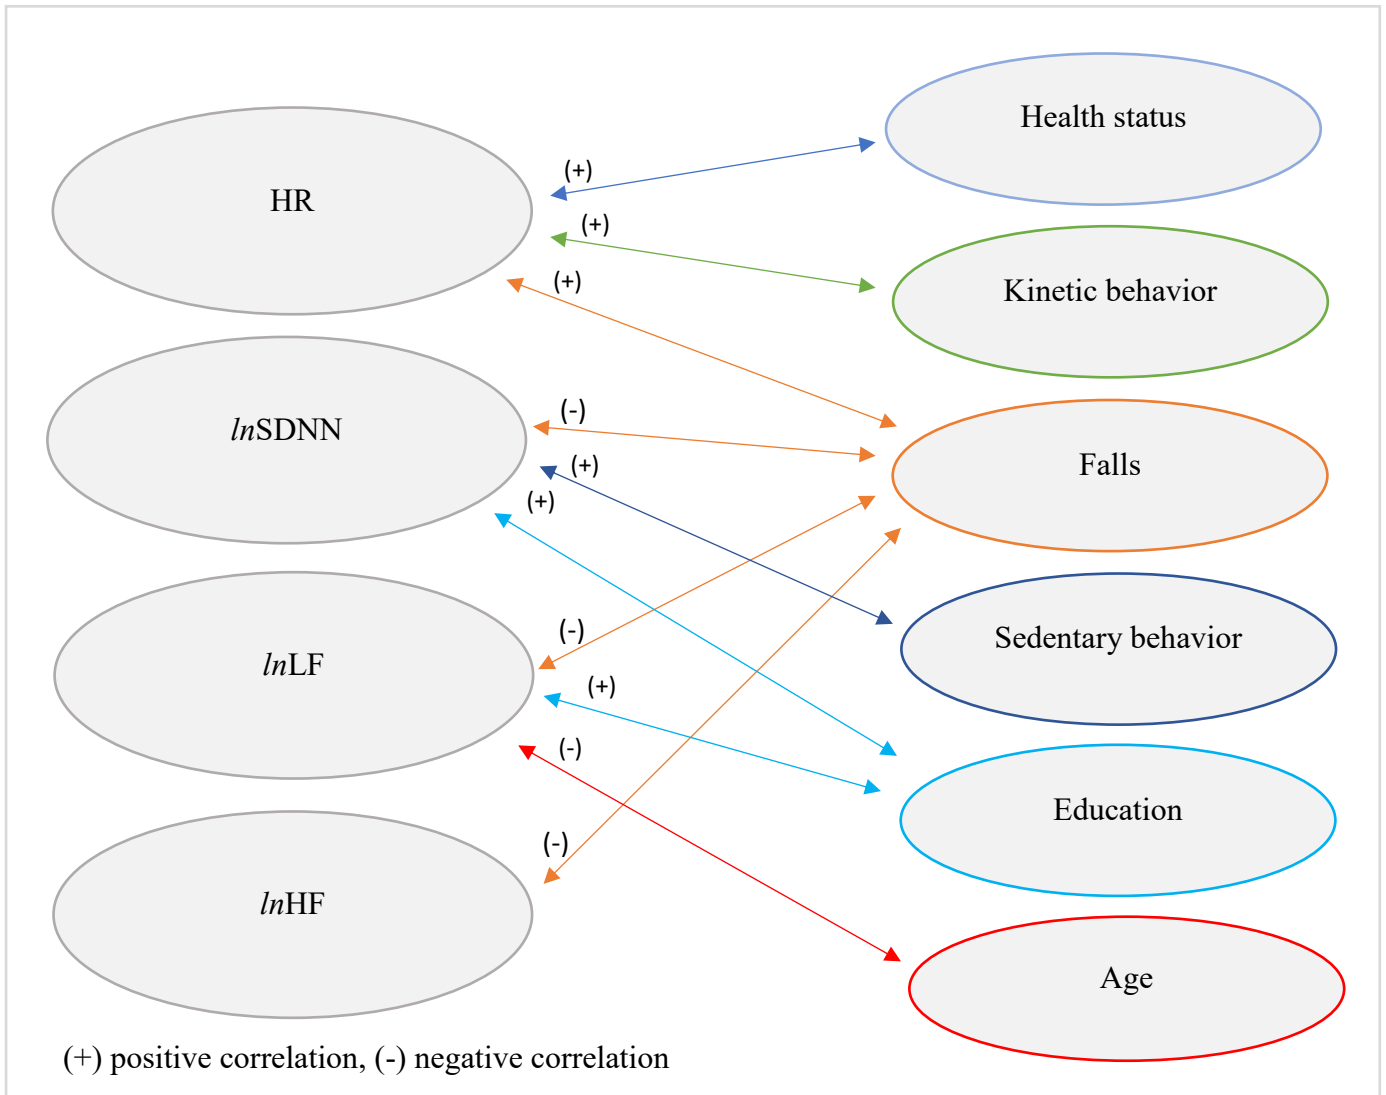 Health status
(+)
HR
(+)
Kinetic behavior
(+)
(-)
lnSDNN
Falls
(+)
(+)
(-)
Sedentary behavior
lnLF
(+)
(-)
Education
(-)
lnHF
Age
(+) positive correlation, (-) negative correlation